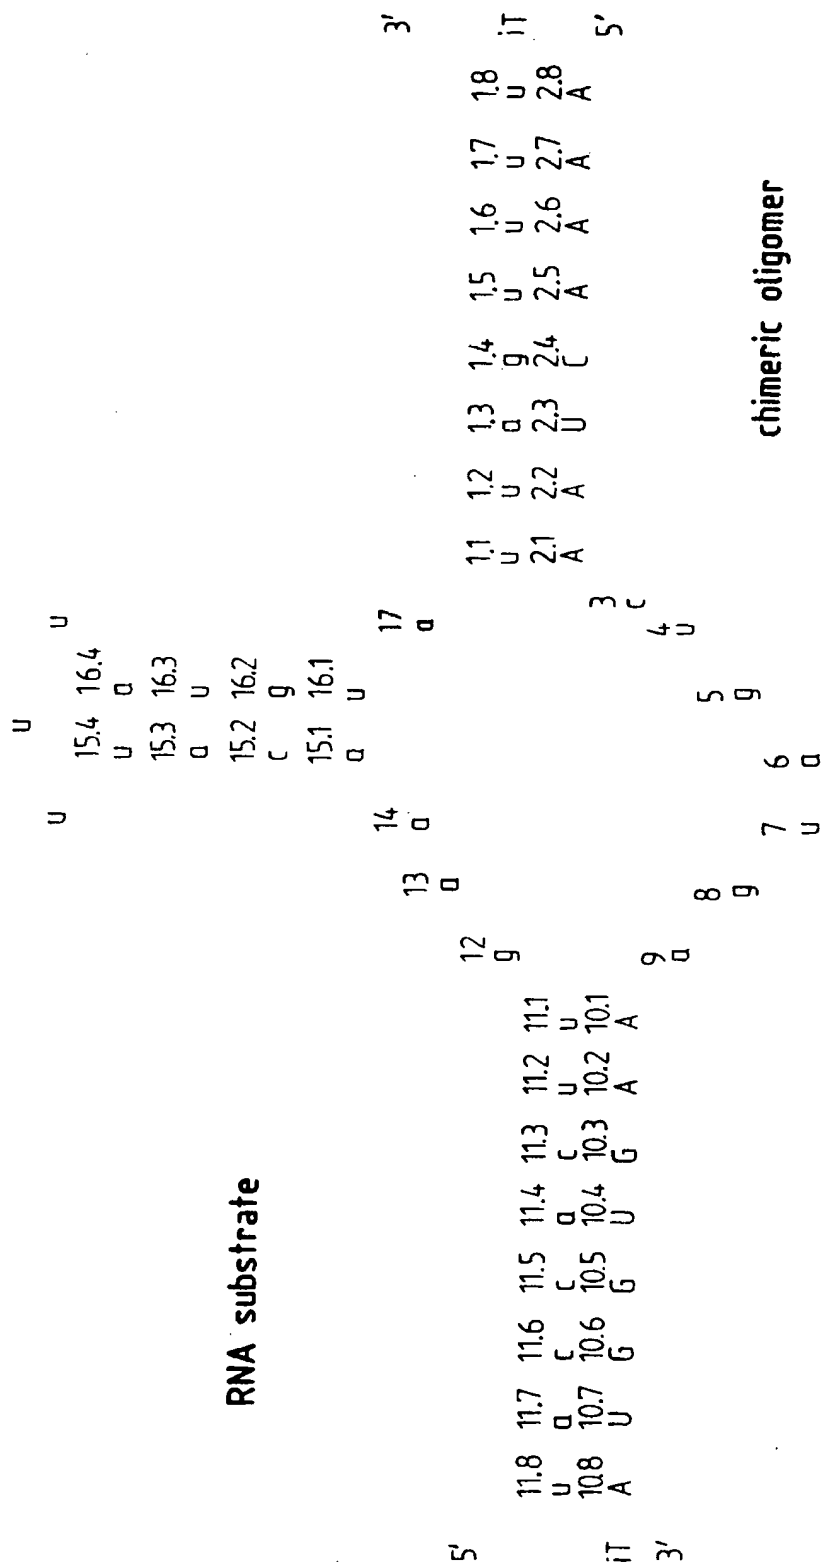 u
u u
15.4 16.4
u a
15.3 16.3
a u
RNA substrate
15.2 16.2
c g
15.1 16.1
a u
14 17 3'
a a
13
a
12
g
1.1 1.2 1.3 1.4 1.5 1.6 1.7 1.8
u u a g u u u u iT
2.1 2.2 2.3 2.4 2.5 2.6 2.7 2.8
A A U C A A A A
5'
5'
11.8 11.7 11.6 11.5 11.4 11.3 11.2 11.1
u a c c a c u u
10.8 10.7 10.6 10.5 10.4 10.3 10.2 10.1
iT A U G G U G A A
3'
9 3
a c
4
u
8 5
g g
7 6
u a
chimeric oligomer